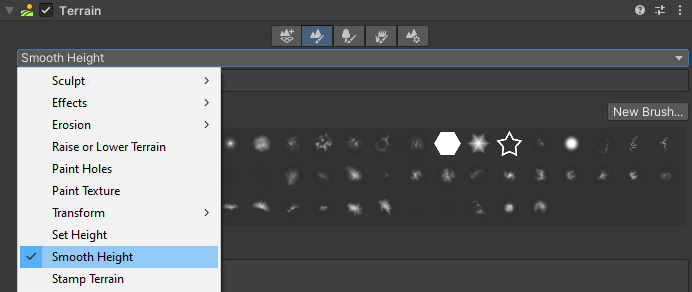 Terrain
Smooth Height
Sculpt
Effects
Erosion
Raise or Lower Terrain
New Brush...
Paint Holes
Paint Texture
Transform
Set Height
Smooth Height
Stamp Terrain